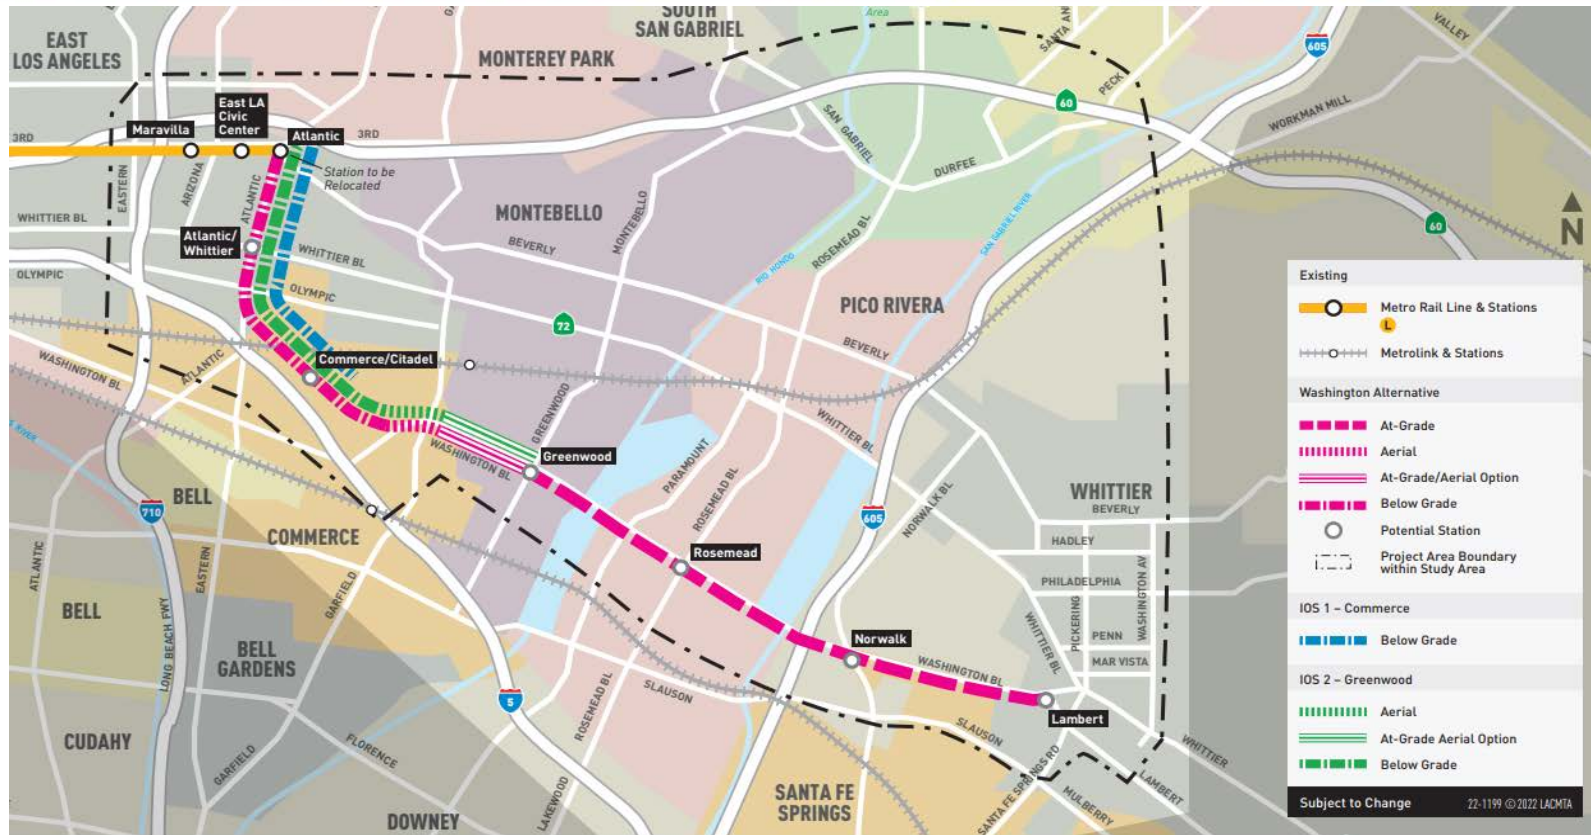 EAST
LOS ANGELES
MONTEREY PARK
SOUTH
SAN GABRIEL
Area
SANTA AN
PECK
605
VALLEY
WORKMAN MILL
60
SAN GABRIEL
DURFEE
3RD
Maravilla
East LA
Civic
Center
Atlantic
3RD
Station to be
Relocated
EASTERN
ARIZONA
ATLANTIC
WHITTIER BL
Atlantic/
Whittier
WHITTIER BL
OLYMPIC
OLYMPIC
MONTEBELLO
BEVERLY
MONTEBELLO
RIO HONDO
ROSEMEAD BL
SAN GABRIEL RIVER
PICO RIVERA
72
BEVERLY
60
N
WASHINGTON BL
ATLANTIC
Commerce/Citadel
GREENWOOD
WASHINGTON BL
Greenwood
WHITTIER BL
PARAMOUNT
ROSEMEAD BL
NORWALK BL
605
RIVER
BELL
710
COMMERCE
WHITTIER
BEVERLY
HADLEY
PHILADELPHIA
PICKERING
WASHINGTON AV
PENN
MAR VISTA
WHITTIER BL
ATLANTIC
EASTERN
GARFIELD
Rosemead
BELL
LONG BEACH FWY
BELL
GARDENS
Norwalk
WASHINGTON BL
Lambert
SLAUSON
ROSEMEAD BL
5
SLAUSON
CUDAHY
GARFIELD
FLORENCE
DOWNEY
LAKEWOOD
SANTA FE
SPRINGS
SANTA FE SPRINGS RD
MULBERRY
LAMBERT
WHITTIER
Existing
Metro Rail Line & Stations
L
Metrolink & Stations
Washington Alternative
At-Grade
Aerial
At-Grade/Aerial Option
Below Grade
Potential Station
Project Area Boundary
within Study Area
IOS 1 – Commerce
Below Grade
IOS 2 – Greenwood
Aerial
At-Grade Aerial Option
Below Grade
Subject to Change
22-1199 ©2022 LACMTA